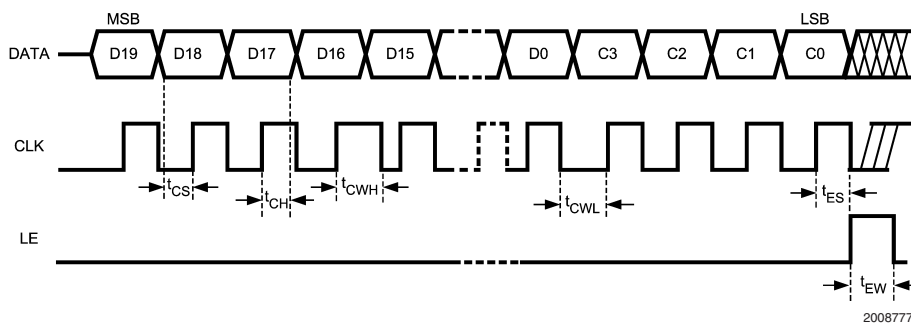 MSB LSB
DATA D19 D18 D17 D16 D15 D0 C3 C2 C1 C0
CLK
tCS tCH tCWH tCWL tES
LE
tEW
2008777